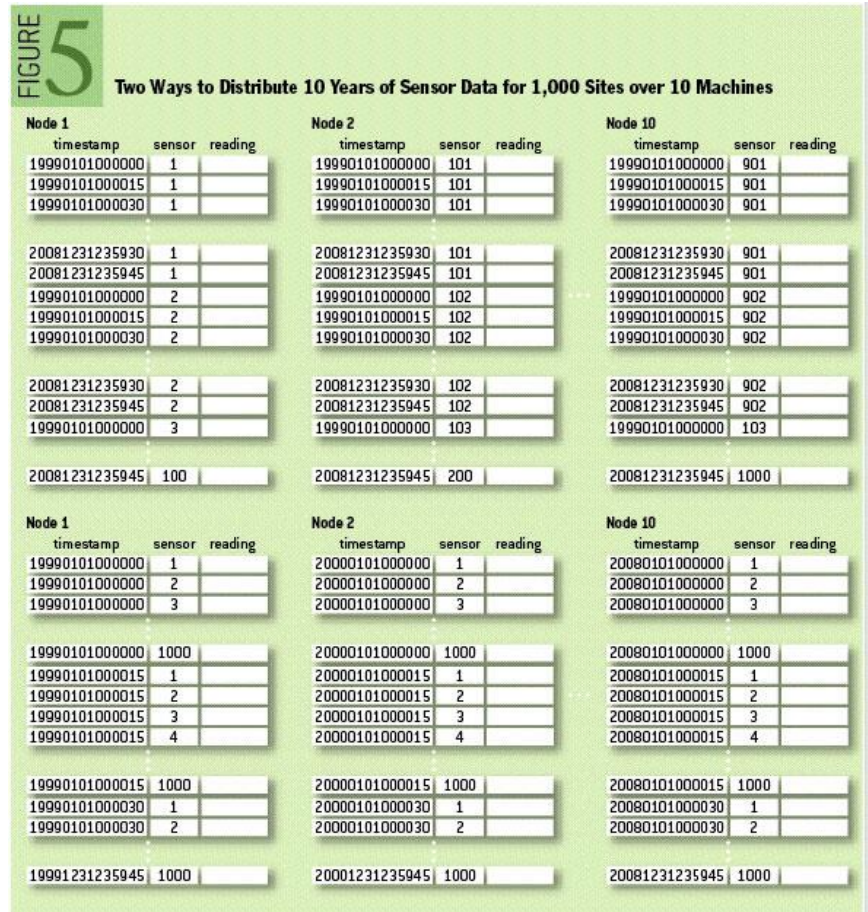 FIGURE 5
Two Ways to Distribute 10 Years of Sensor Data for 1,000 Sites over 10 Machines
Node 1 Node 2 Node 10
timestamp sensor reading timestamp sensor reading timestamp sensor reading
19990101000000 1 19990101000000 101 19990101000000 901
19990101000015 1 19990101000015 101 19990101000015 901
19990101000030 1 19990101000030 101 19990101000030 901
20081231235930 1 20081231235930 101 20081231235930 901
20081231235945 1 20081231235945 101 20081231235945 901
19990101000000 2 19990101000000 102 19990101000000 902
19990101000015 2 19990101000015 102 19990101000015 902
19990101000030 2 19990101000030 102 19990101000030 902
20081231235930 2 20081231235930 102 20081231235930 902
20081231235945 2 20081231235945 102 20081231235945 902
19990101000000 3 19990101000000 103 19990101000000 103
20081231235945 100 20081231235945 200 20081231235945 1000
Node 1 Node 2 Node 10
timestamp sensor reading timestamp sensor reading timestamp sensor reading
19990101000000 1 20000101000000 1 20080101000000 1
19990101000000 2 20000101000000 2 20080101000000 2
19990101000000 3 20000101000000 3 20080101000000 3
19990101000000 1000 20000101000000 1000 20080101000000 1000
19990101000015 1 20000101000015 1 20080101000015 1
19990101000015 2 20000101000015 2 20080101000015 2
19990101000015 3 20000101000015 3 20080101000015 3
19990101000015 4 20000101000015 4 20080101000015 4
19990101000015 1000 20000101000015 1000 20080101000015 1000
19990101000030 1 20000101000030 1 20080101000030 1
19990101000030 2 20000101000030 2 20080101000030 2
19991231235945 1000 20001231235945 1000 20081231235945 1000